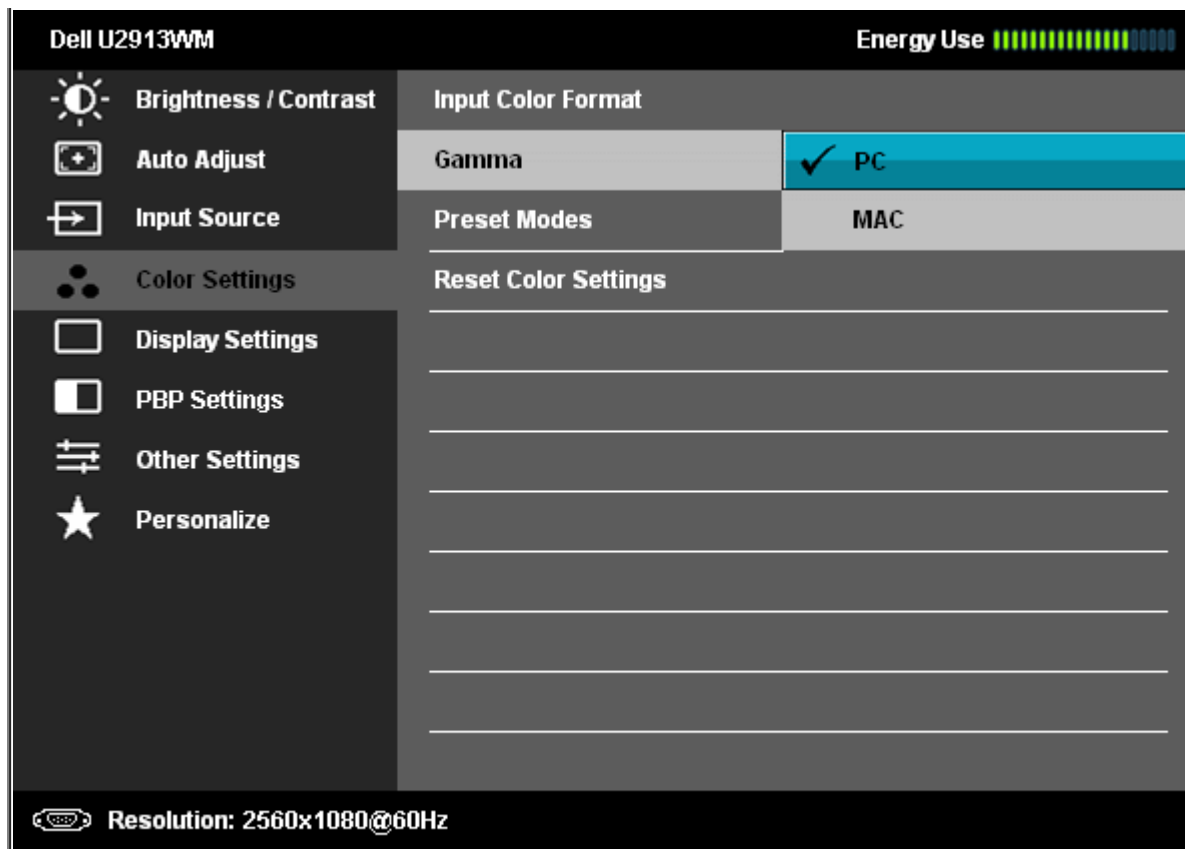 Dell U2913WM Energy Use
Brightness / Contrast Input Color Format
Auto Adjust Gamma PC
Input Source Preset Modes MAC
Color Settings Reset Color Settings
Display Settings
PBP Settings
Other Settings
Personalize
Resolution: 2560x1080@60Hz